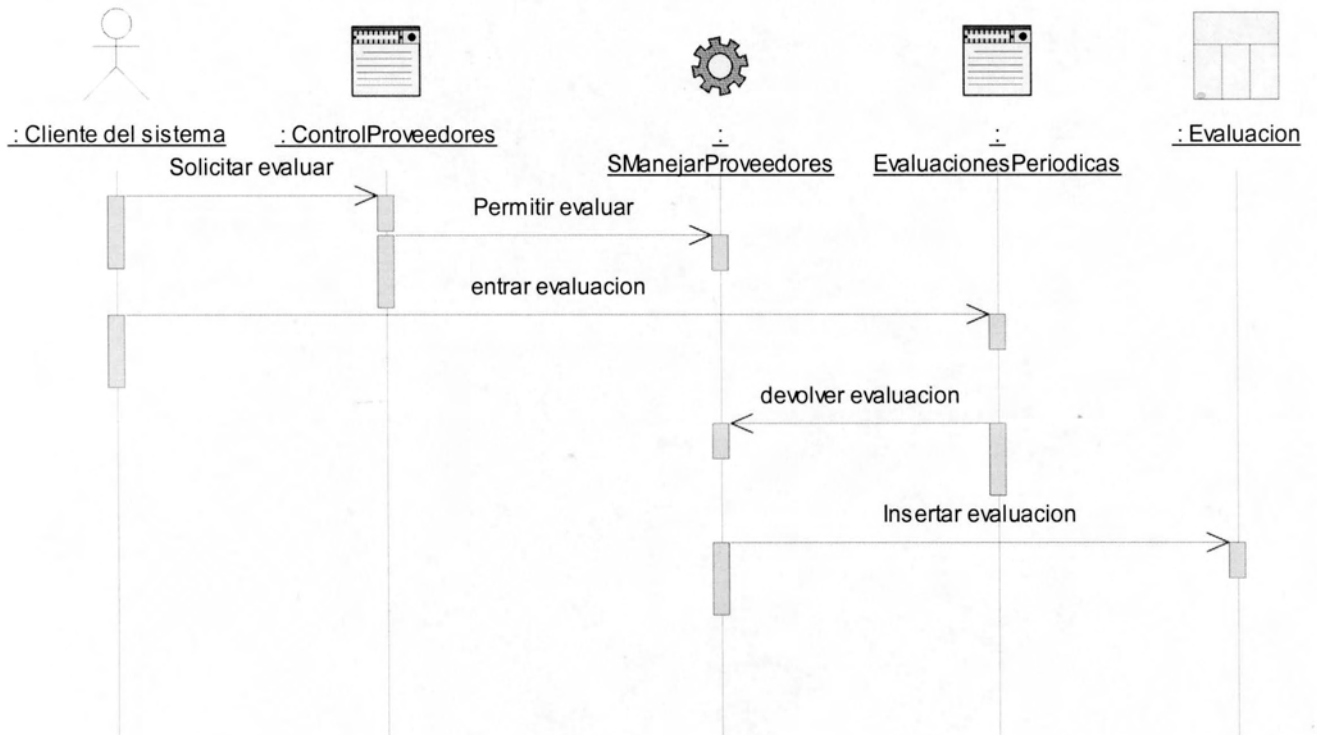 : Cliente del sistema
: ControlProveedores
:
SManejarProveedores
:
EvaluacionesPeriodicas
: Evaluacion
Solicitar evaluar
Permitir evaluar
entrar evaluacion
devolver evaluacion
Insertar evaluacion